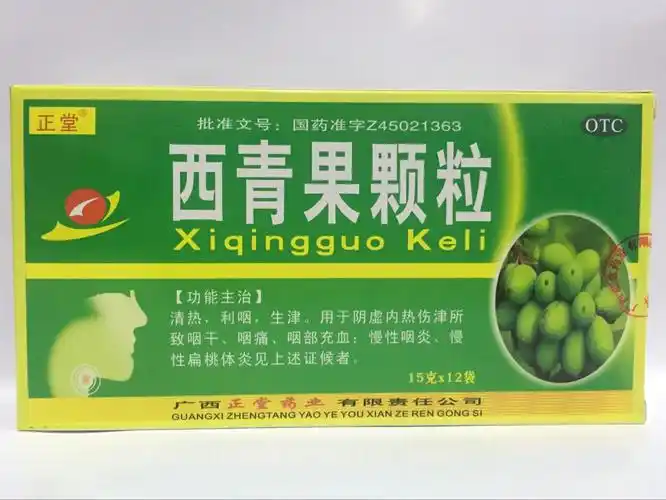 正堂®
批准文号：国药准字Z45021363
OTC
西青果颗粒
Xiqingguo Keli
【功能主治】
清热，利咽，生津。用于阴虚内热伤津所
致咽干、咽痛、咽部充血；慢性咽炎、慢
性扁桃体炎见上述证候者。
15克x12袋
广西正堂药业有限责任公司
GUANGXI ZHENGTANG YAO YE YOU XIAN ZE REN GONG SI